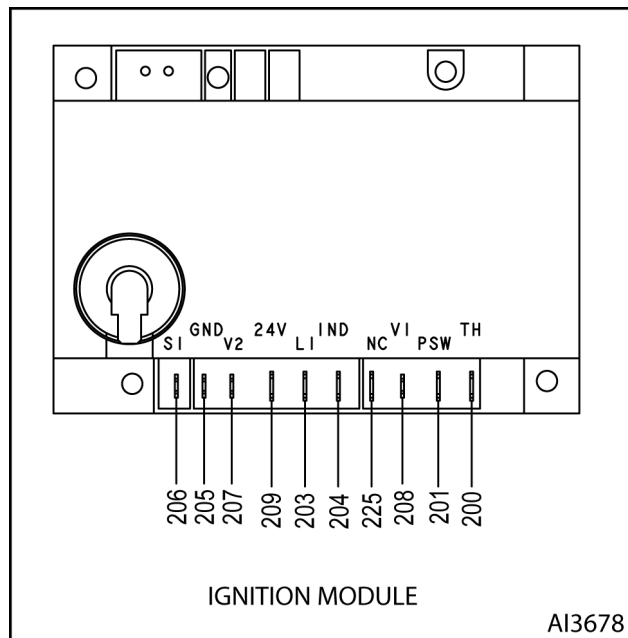 GND 24V IND VI TH
SI V2 LI NC PSW
206 205 207 209 203 204 225 208 201 200
IGNITION MODULE
AI3678